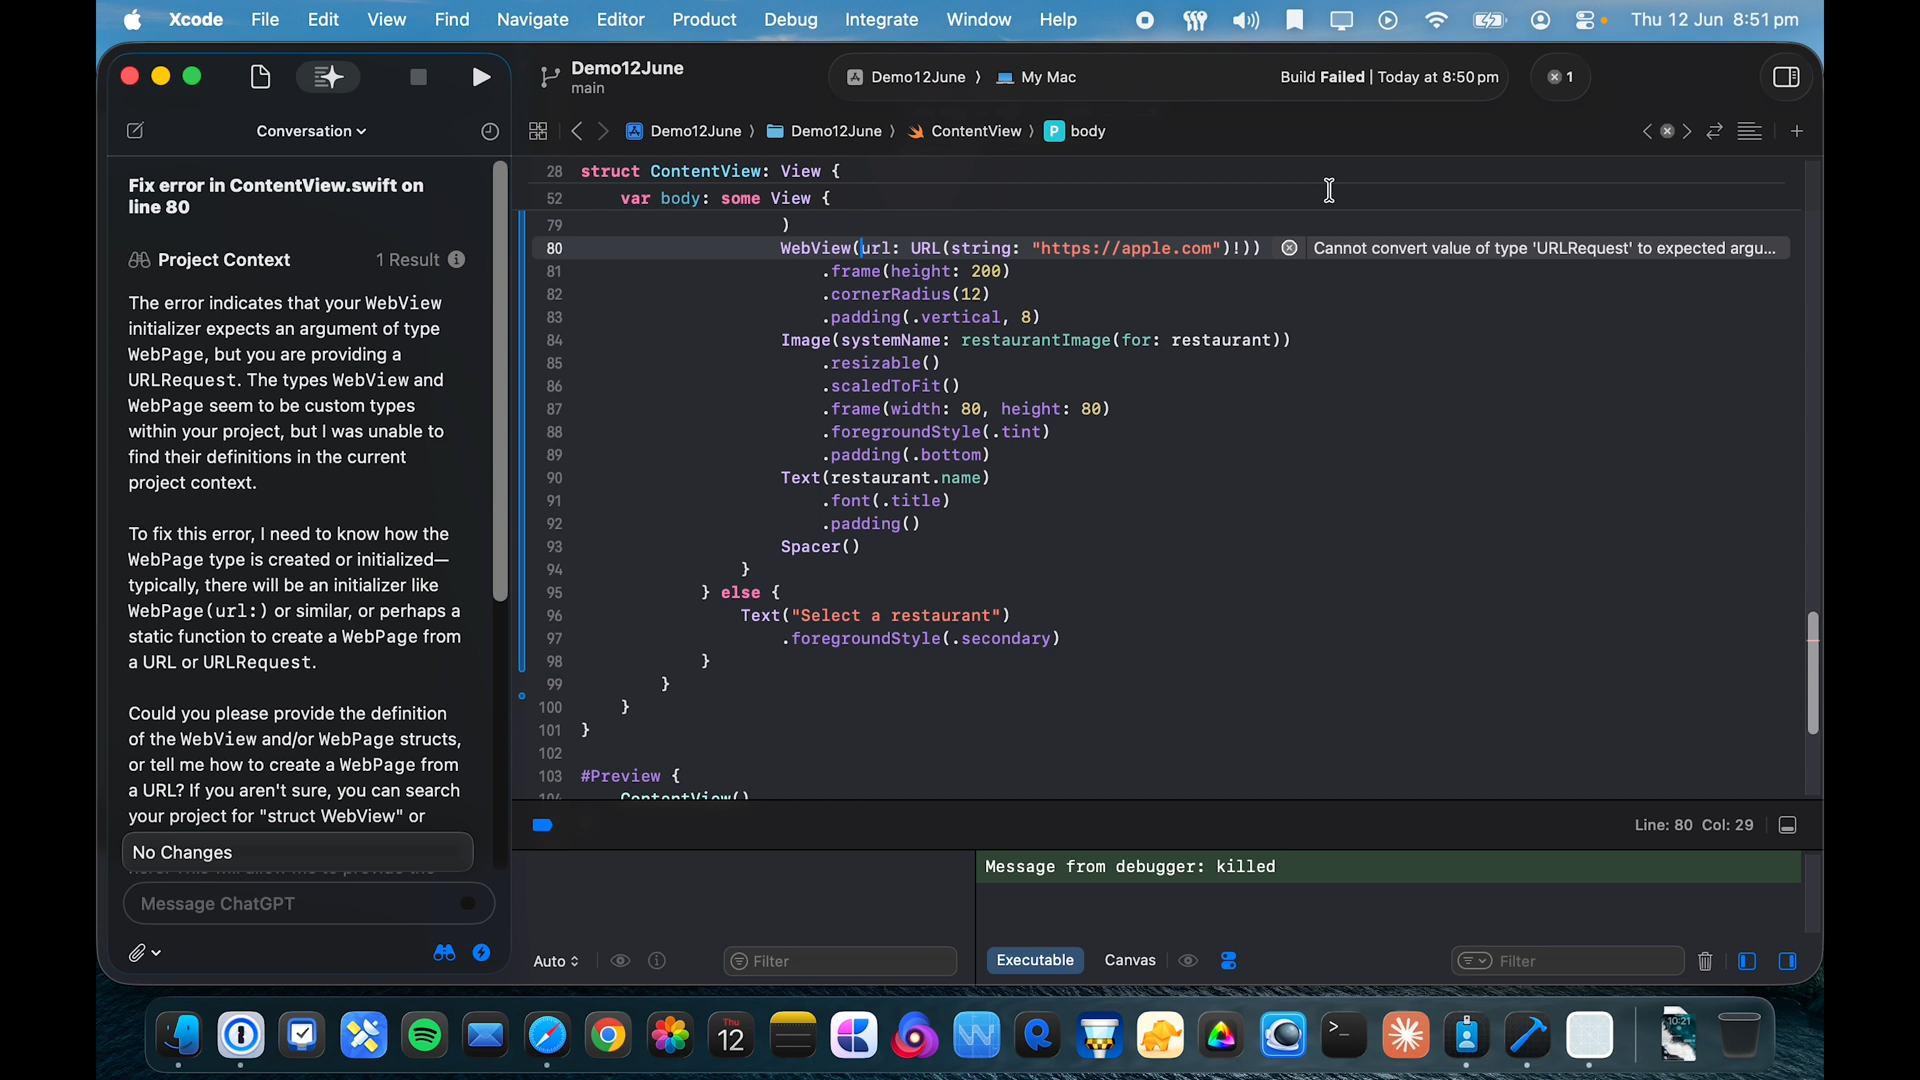 Xcode File Edit View Find Navigate Editor Product Debug Integrate Window Help Thu 12 Jun 8:51 pm
Demo12June
main
Demo12June 〉 My Mac
Build Failed | Today at 8:50 pm
1
Conversation
Demo12June 〉 Demo12June 〉 ContentView 〉 P body
Fix error in ContentView.swift on
line 80
Project Context 1 Result
The error indicates that your WebView
initializer expects an argument of type
WebPage, but you are providing a
URLRequest. The types WebView and
WebPage seem to be custom types
within your project, but I was unable to
find their definitions in the current
project context.
To fix this error, I need to know how the
WebPage type is created or initialized—
typically, there will be an initializer like
WebPage(url:) or similar, or perhaps a
static function to create a WebPage from
a URL or URLRequest.
Could you please provide the definition
of the WebView and/or WebPage structs,
or tell me how to create a WebPage from
a URL? If you aren't sure, you can search
your project for "struct WebView" or
No Changes
Message ChatGPT
28 struct ContentView: View {
52 var body: some View {
79 )
80 WebView(url: URL(string: "https://apple.com")!)) Cannot convert value of type 'URLRequest' to expected argu...
81 .frame(height: 200)
82 .cornerRadius(12)
83 .padding(.vertical, 8)
84 Image(systemName: restaurantImage(for: restaurant))
85 .resizable()
86 .scaledToFit()
87 .frame(width: 80, height: 80)
88 .foregroundStyle(.tint)
89 .padding(.bottom)
90 Text(restaurant.name)
91 .font(.title)
92 .padding()
93 Spacer()
94 }
95 } else {
96 Text("Select a restaurant")
97 .foregroundStyle(.secondary)
98 }
99 }
100 }
101 }
102
103 #Preview {
104 ContentView()
Line: 80 Col: 29
Message from debugger: killed
Auto
Filter
Executable Canvas
Filter
Thu
12
10:21